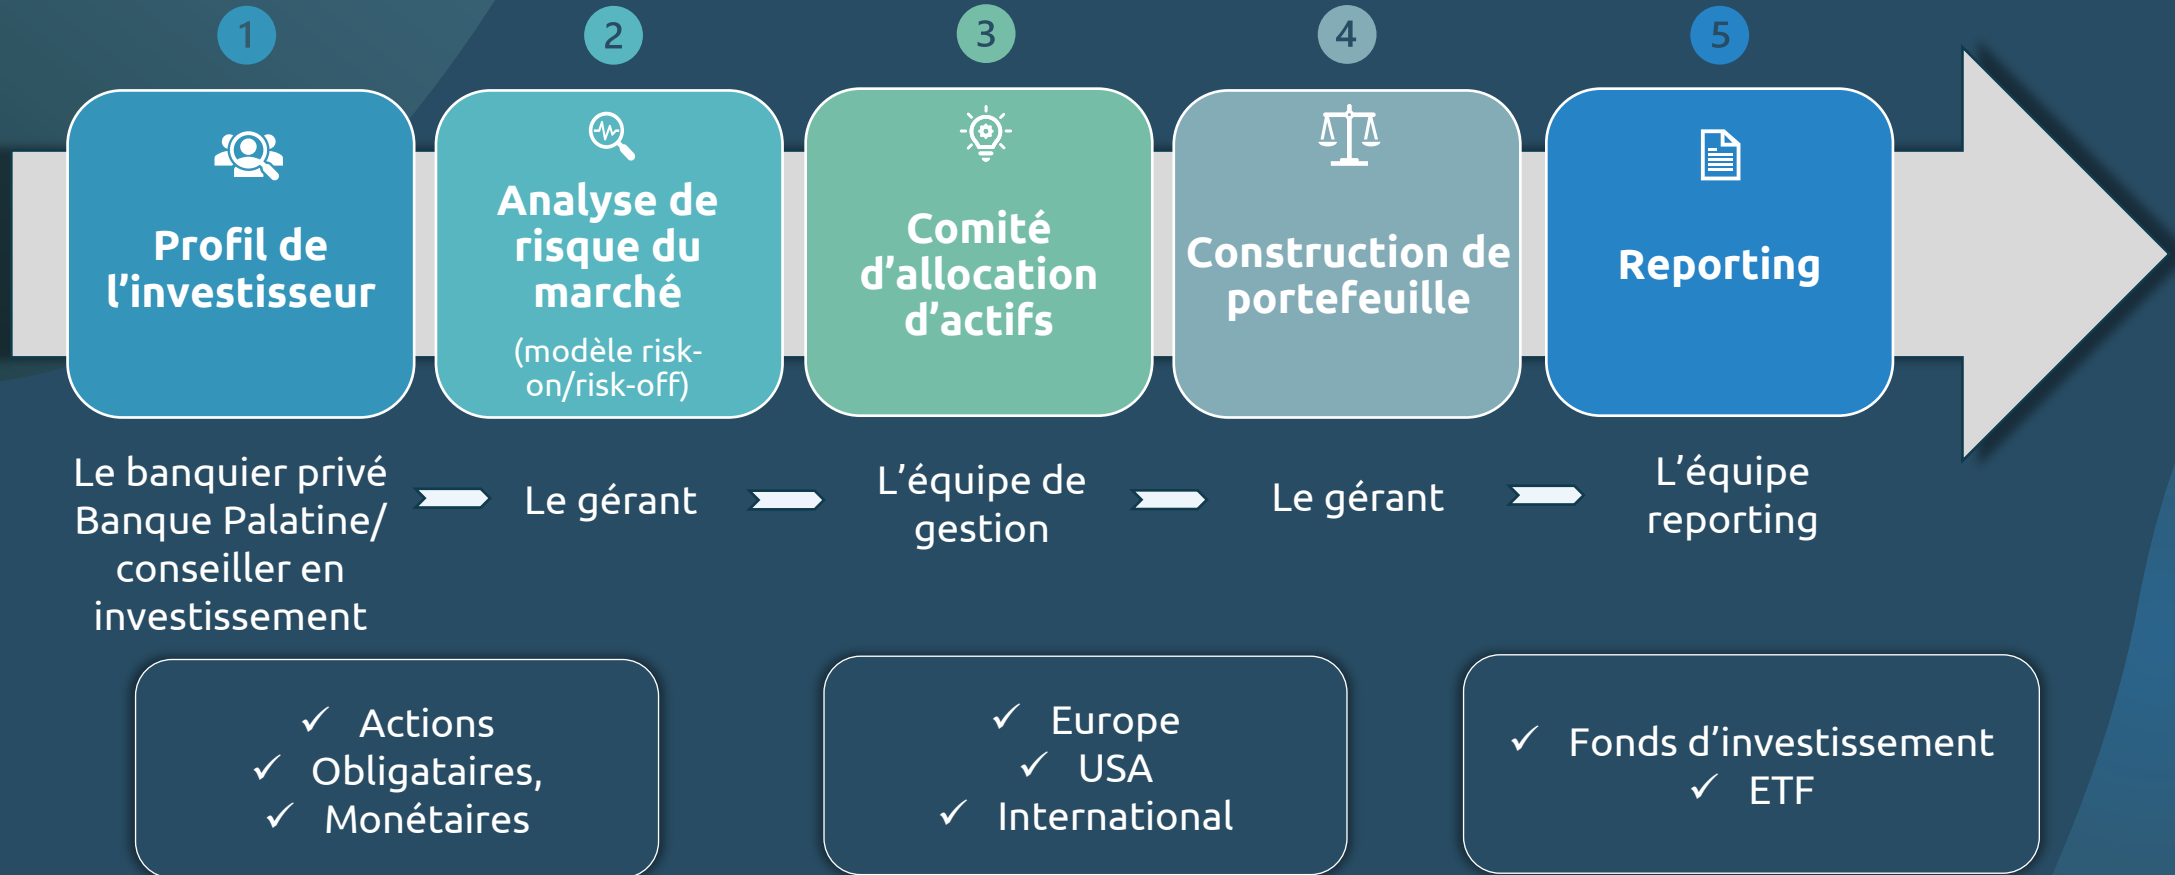 1
2
3
4
5
Profil de
l’investisseur
Analyse de
risque du
marché
(modèle risk-
on/risk-off)
Comité
d’allocation
d’actifs
Construction de
portefeuille
Reporting
Le banquier privé
Banque Palatine/
conseiller en
investissement
Le gérant
L’équipe de
gestion
Le gérant
L’équipe
reporting
✓ Actions
✓ Obligataires,
✓ Monétaires
✓ Europe
✓ USA
✓ International
✓ Fonds d’investissement
✓ ETF